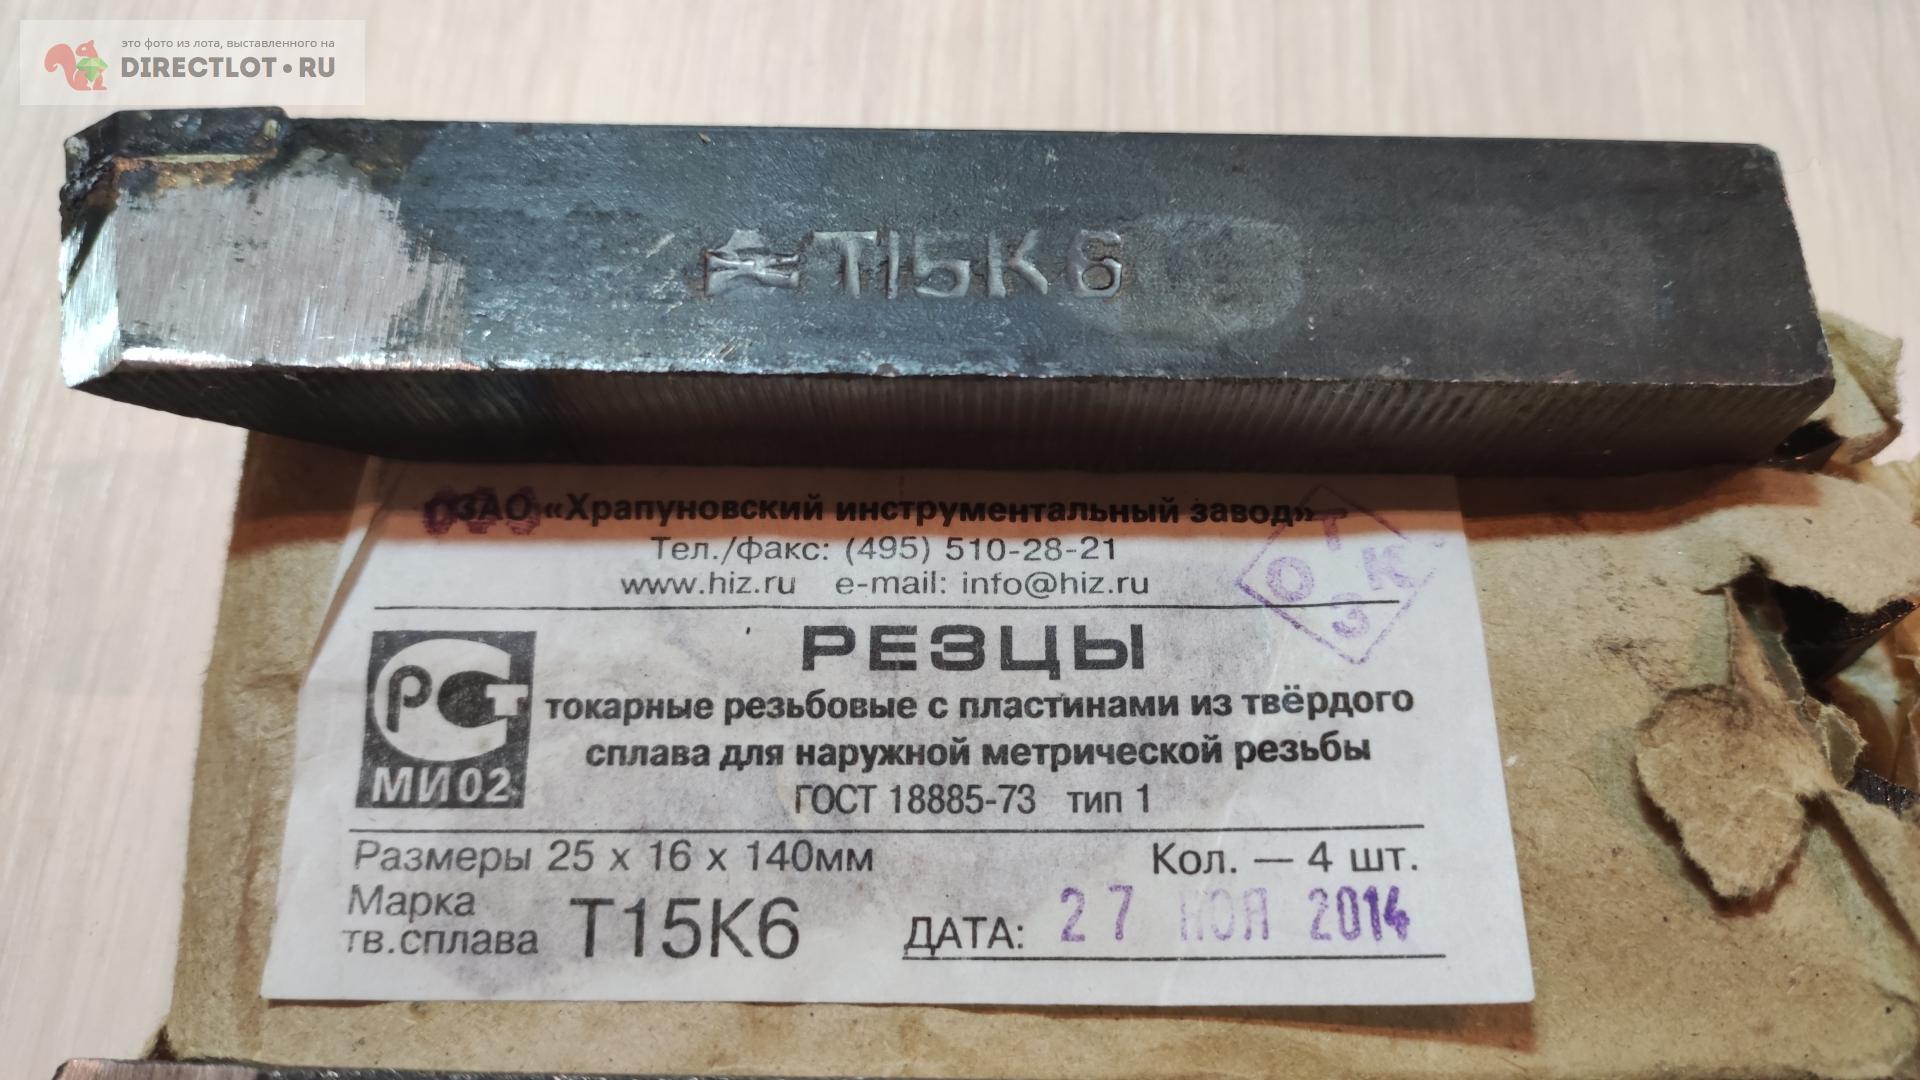 это фото из лота, выставленного на
DIRECTLOT•RU
Т15К6
ЗАО «Храпуновский инструментальный завод»
Тел./факс: (495) 510-28-21
www.hiz.ru e-mail: info@hiz.ru
ОТК3
РЕЗЦЫ
токарные резьбовые с пластинами из твёрдого
сплава для наружной метрической резьбы
ГОСТ 18885-73 тип 1
РСТ
МИ02
Размеры 25 х 16 х 140мм
Кол. — 4 шт.
Марка
тв.сплава Т15К6
ДАТА: 27 НОЯ 2014